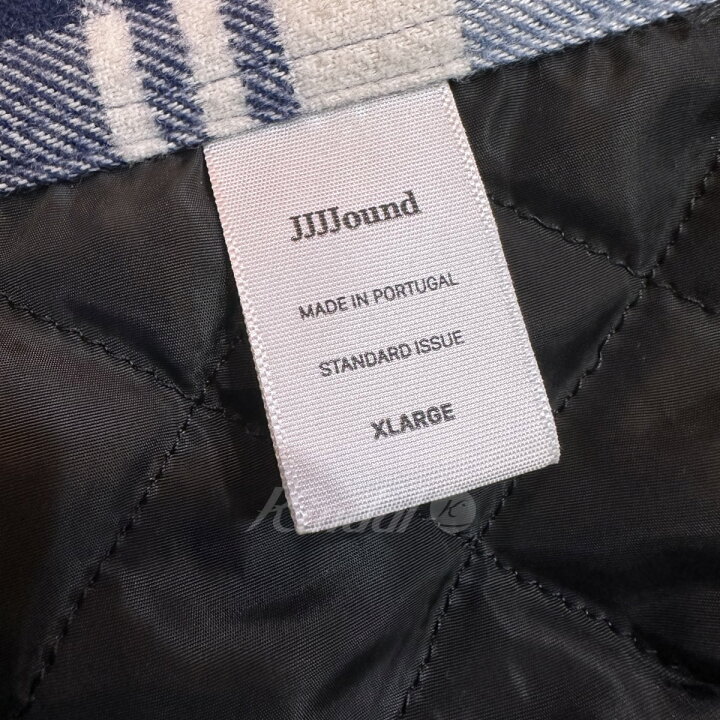 JJJJound
MADE IN PORTUGAL
STANDARD ISSUE
XLARGE